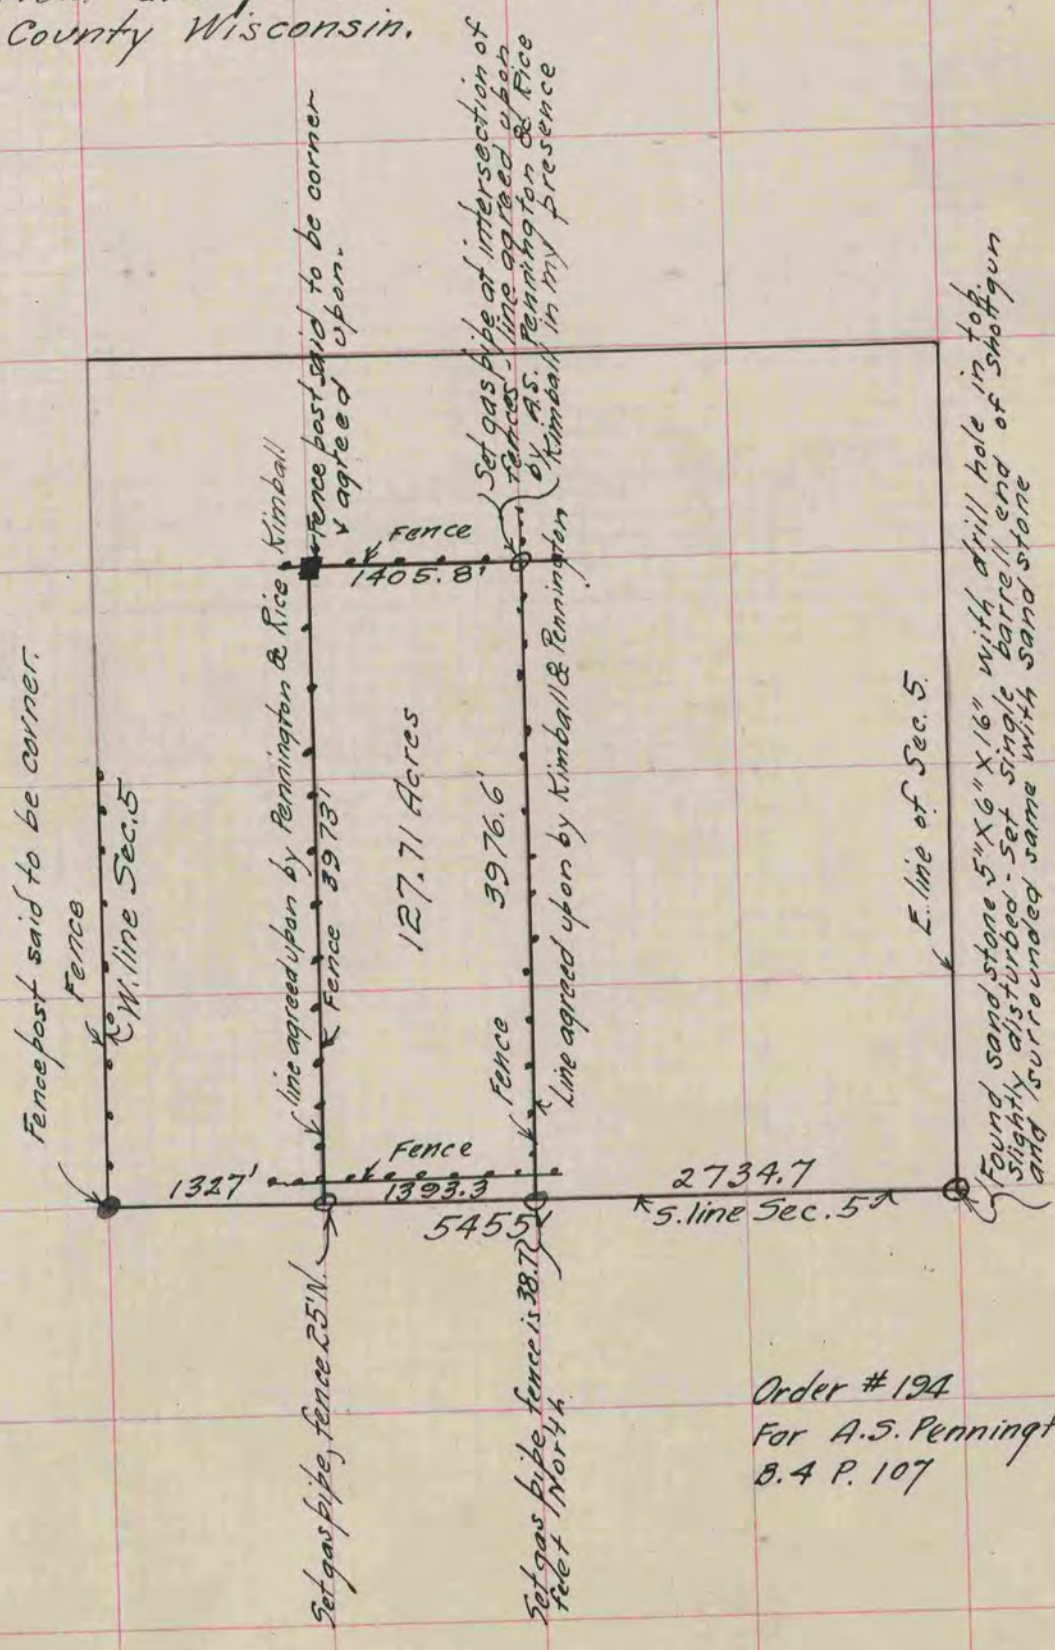 County Wisconsin.
Set gas pipe at intersection of
fences - line agreed upon
by A.S. Pennington & Rice
Kimball in my presence
Fence post said to be corner
agreed upon.
Fence
1405.8'
Fencepost said to be corner.
Fence
W. line Sec. 5
line agreed upon by Pennington & Rice Kimball
Fence 3973'
127.71 Acres
3976.6'
Fence
Line agreed upon by Kimball & Pennington
E. line of Sec. 5.
Found sand stone 5"X6"X16" with drill hole in top.
Slightly disturbed - Set single barrell end of shotgun
and surrounded same with sand stone
Fence
1327'
1393.3
2734.7
5455'
S. line Sec. 5
Set gas pipe, fence 25' N.
Set gas pipe, fence is 38.7
feet North
Order # 194
For A.S. Penningt
B.4 P. 107